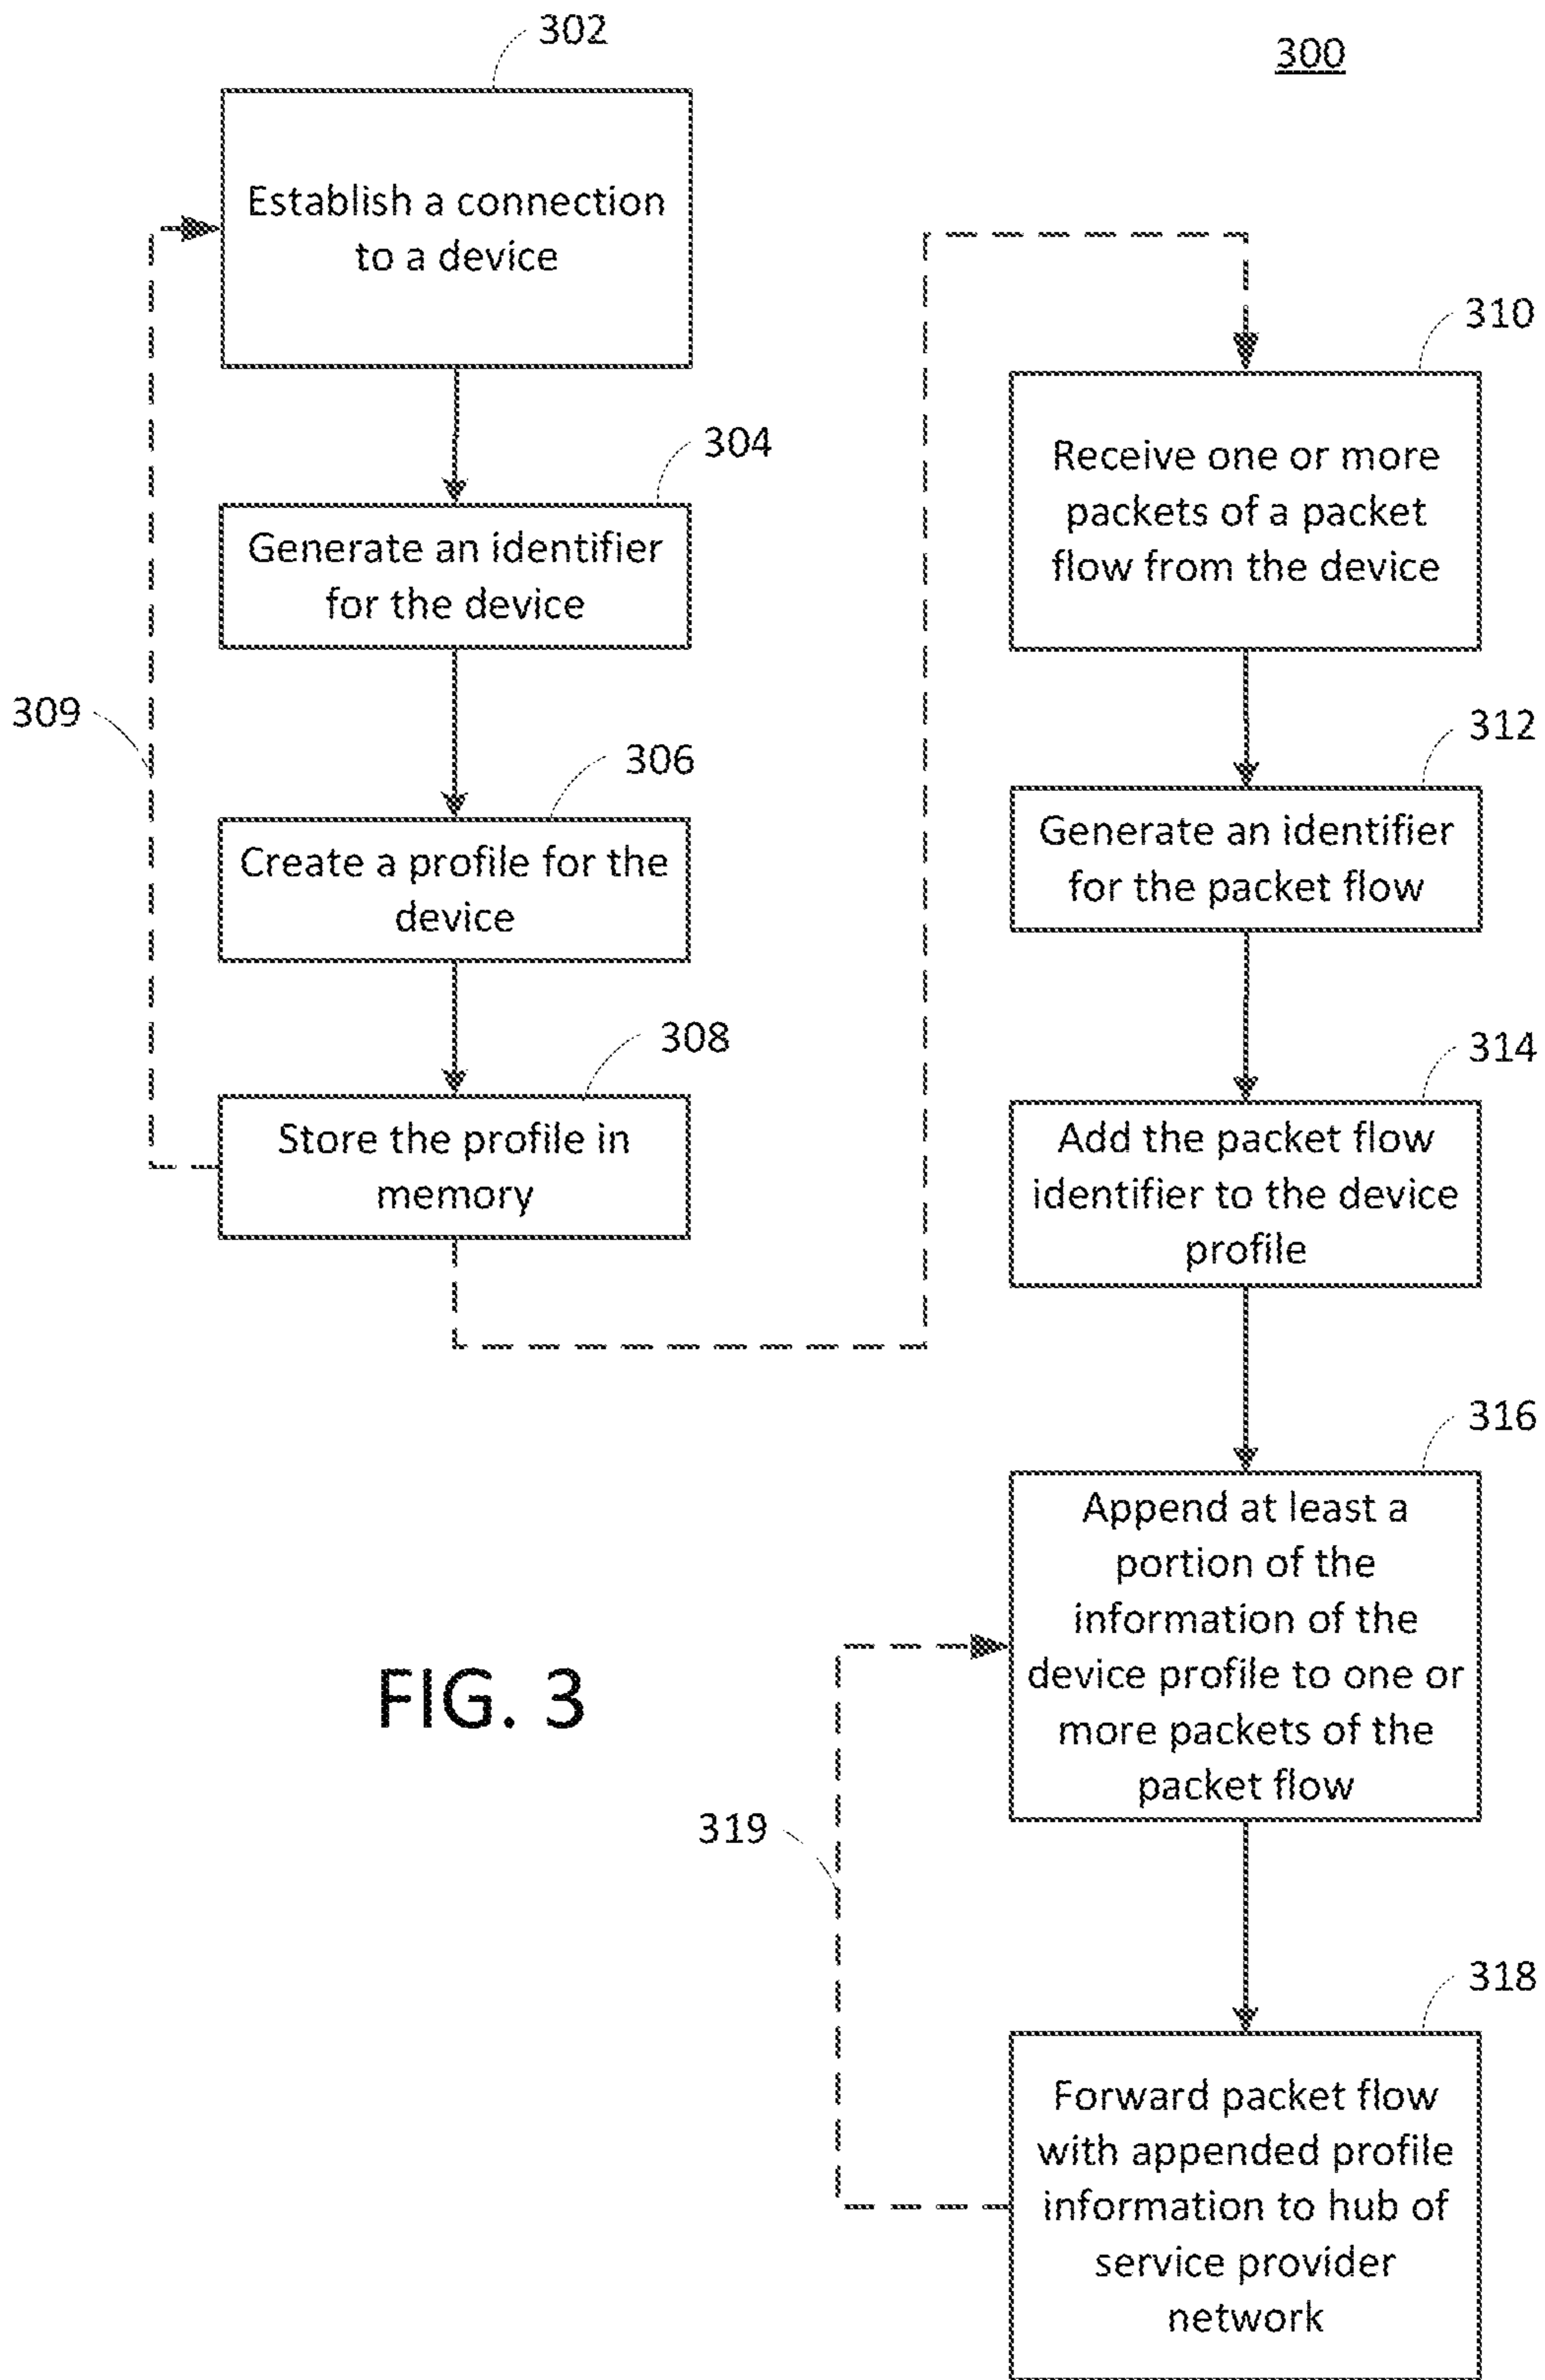 300
302
Establish a connection
to a device
304
Generate an identifier
for the device
309
306
Create a profile for the
device
308
Store the profile in
memory
310
Receive one or more
packets of a packet
flow from the device
312
Generate an identifier
for the packet flow
314
Add the packet flow
identifier to the device
profile
316
Append at least a
portion of the
information of the
device profile to one or
more packets of the
packet flow
319
318
Forward packet flow
with appended profile
information to hub of
service provider
network
FIG. 3